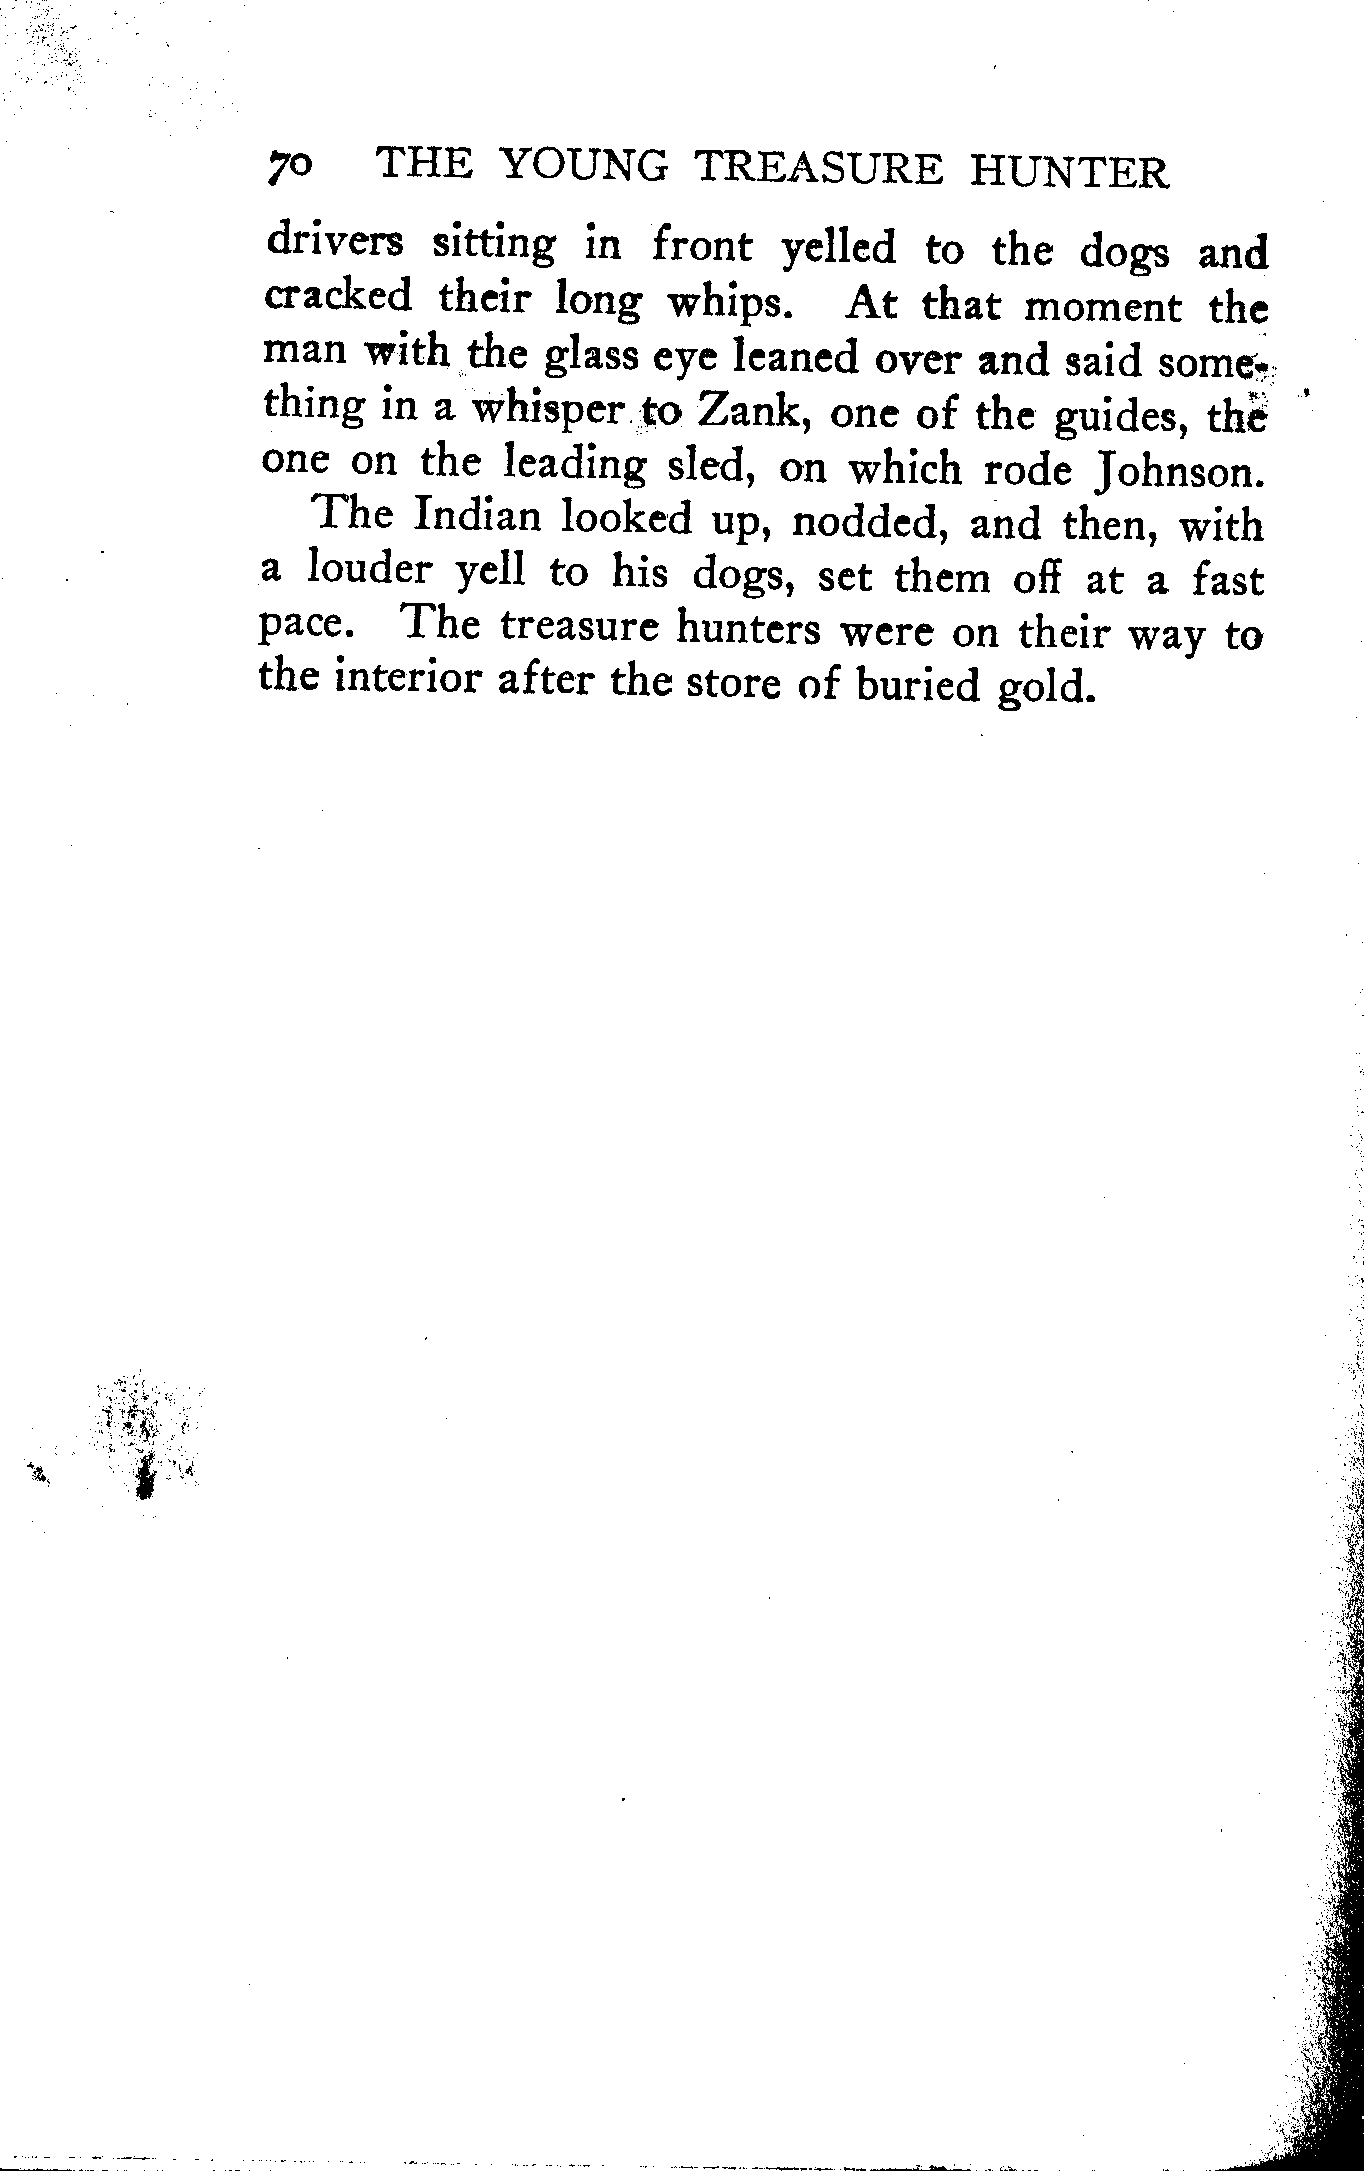 70 THE YOUNG TREASURE HUNTER
drivers sitting in front yelled to the dogs and
cracked their long whips. At that moment the
man with the glass eye leaned over and said some-
thing in a whisper to Zank, one of the guides, the
one on the leading sled, on which rode Johnson.
The Indian looked up, nodded, and then, with
a louder yell to his dogs, set them off at a fast
pace. The treasure hunters were on their way to
the interior after the store of buried gold.